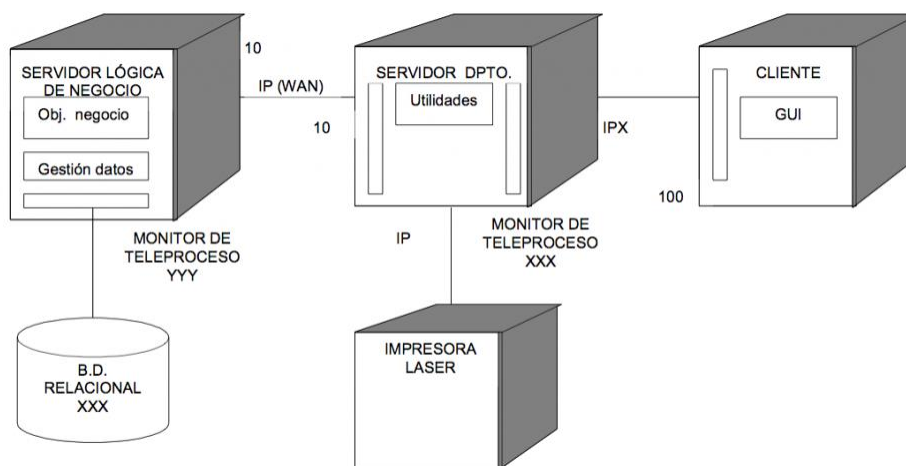 SERVIDOR LÓGICA
DE NEGOCIO
Obj. negocio
Gestión datos
10
IP (WAN)
10
SERVIDOR DPTO.
Utilidades
IPX
CLIENTE
GUI
100
MONITOR DE
TELEPROCESO
YYY
IP
MONITOR DE
TELEPROCESO
XXX
B.D.
RELACIONAL
XXX
IMPRESORA
LASER